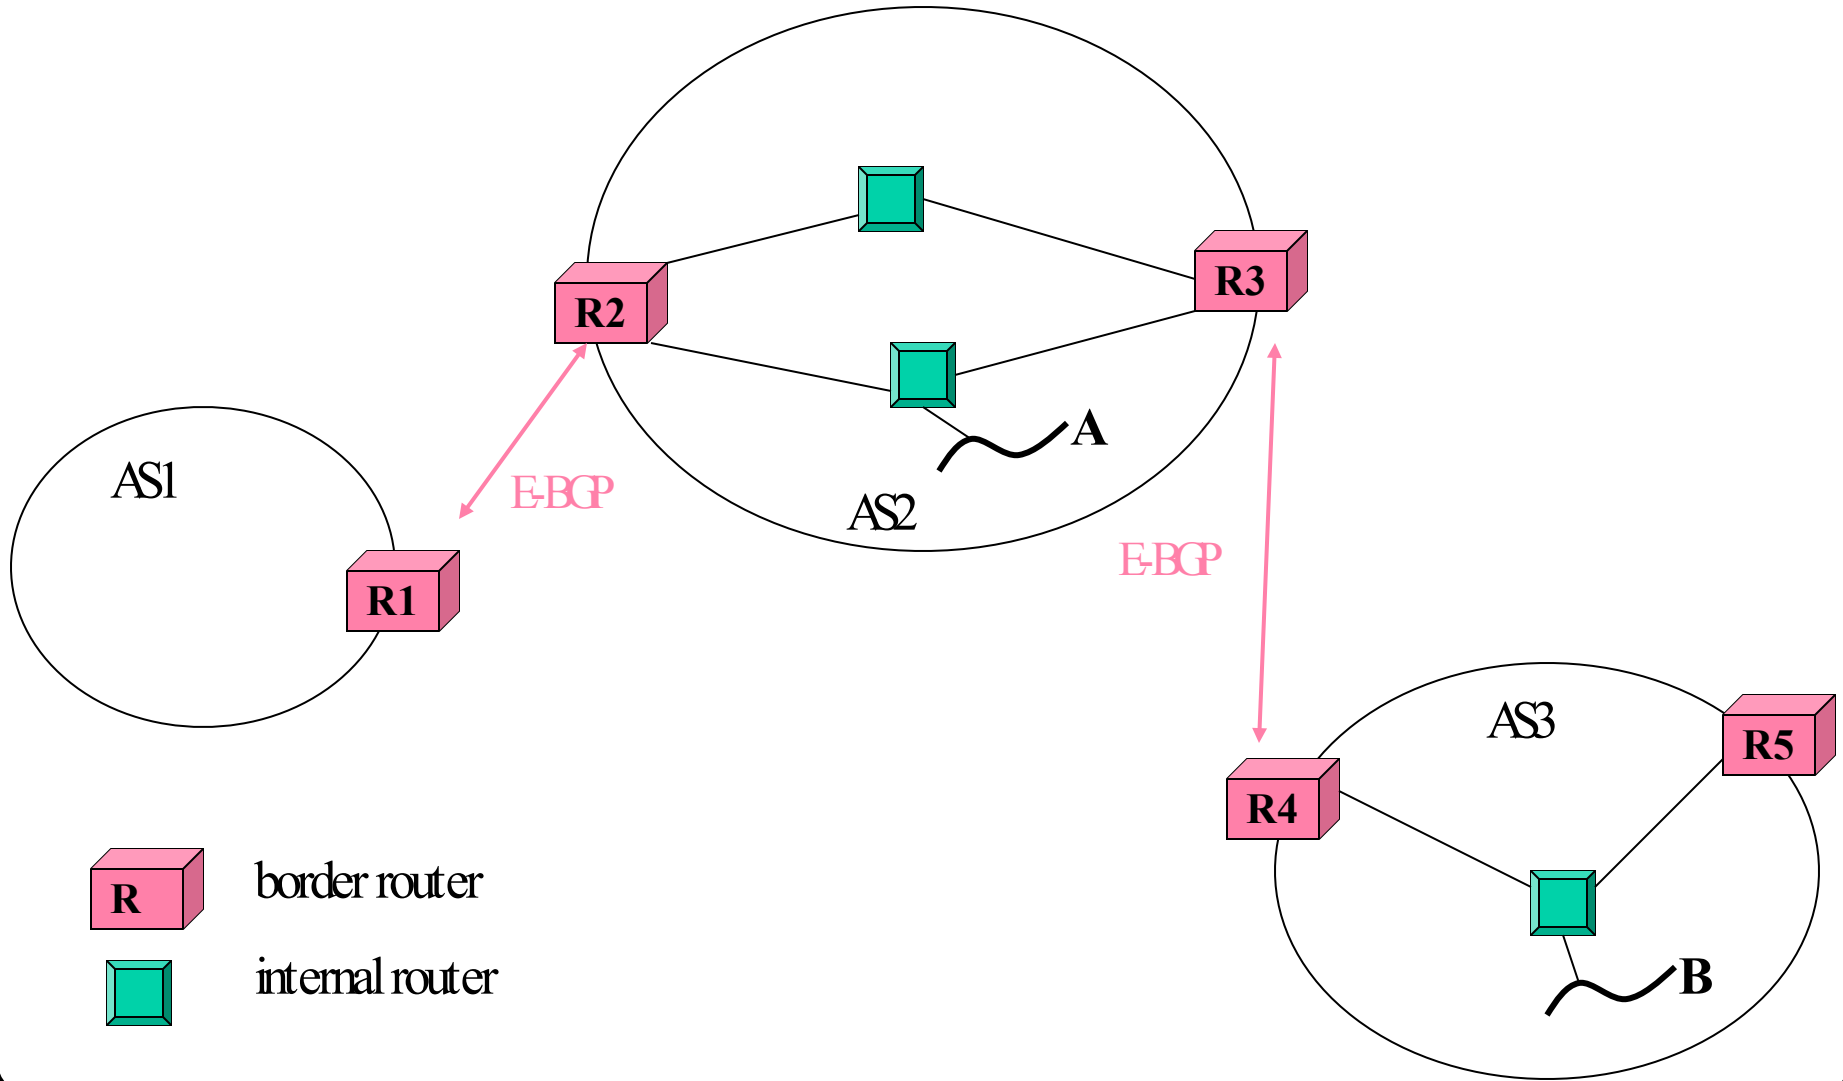 R3
R2
A
AS1
E-BGP
AS2
E-BGP
R1
AS3
R5
R4
R border router
internal router
B